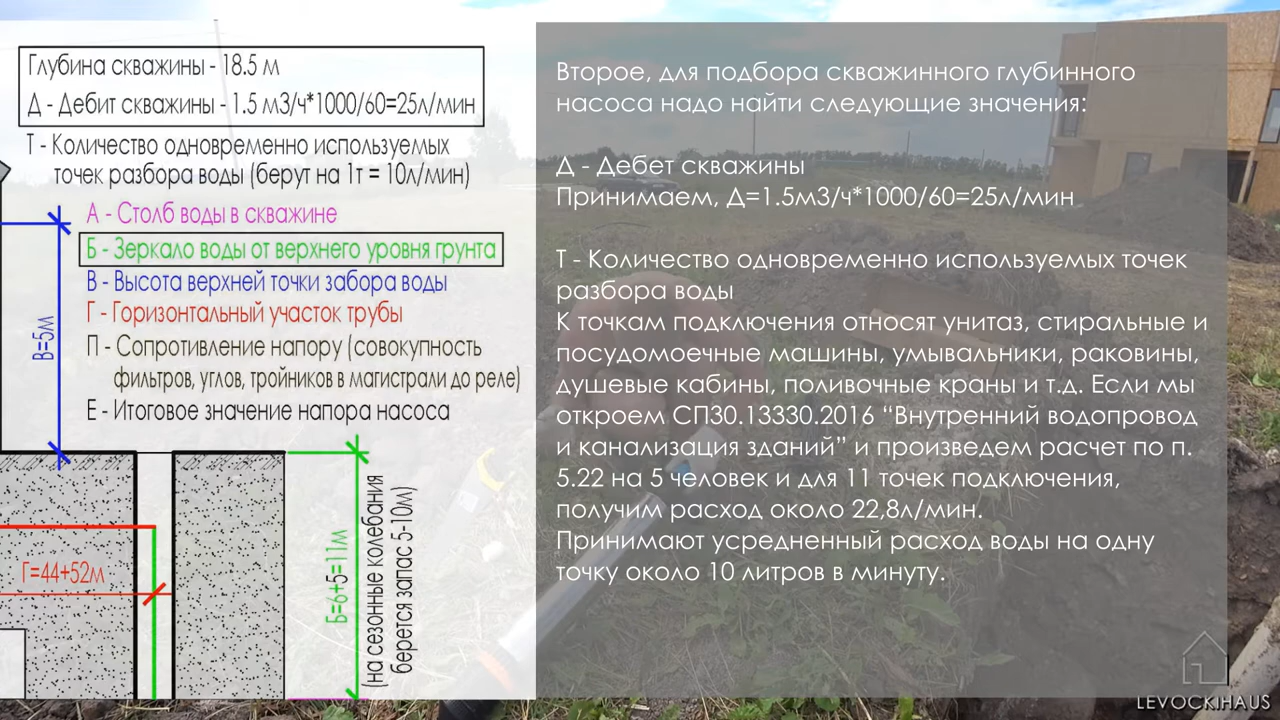 Глубина скважины - 18.5 м
Д - Дебит скважины - 1.5 м3/ч*1000/60=25л/мин
Т - Количество одновременно используемых
точек разбора воды (берут на 1т = 10л/мин)
А - Столб воды в скважине
Б - Зеркало воды от верхнего уровня грунта
В - Высота верхней точки забора воды
Г - Горизонтальный участок трубы
П - Сопротивление напору (совокупность
фильтров, углов, тройников в магистрали до реле)
Е - Итоговое значение напора насоса
В=5м
Г=44+52м
Б=6+5=11м
(на сезонные колебания
берется запас 5-10м)
Второе, для подбора скважинного глубинного
насоса надо найти следующие значения:
Д - Дебет скважины
Принимаем, Д=1.5м3/ч*1000/60=25л/мин
Т - Количество одновременно используемых точек
разбора воды
К точкам подключения относят унитаз, стиральные и
посудомоечные машины, умывальники, раковины,
душевые кабины, поливочные краны и т.д. Если мы
откроем СП30.13330.2016 “Внутренний водопровод
и канализация зданий” и произведем расчет по п.
5.22 на 5 человек и для 11 точек подключения,
получим расход около 22,8л/мин.
Принимают усредненный расход воды на одну
точку около 10 литров в минуту.
LEVOCKIHAUS